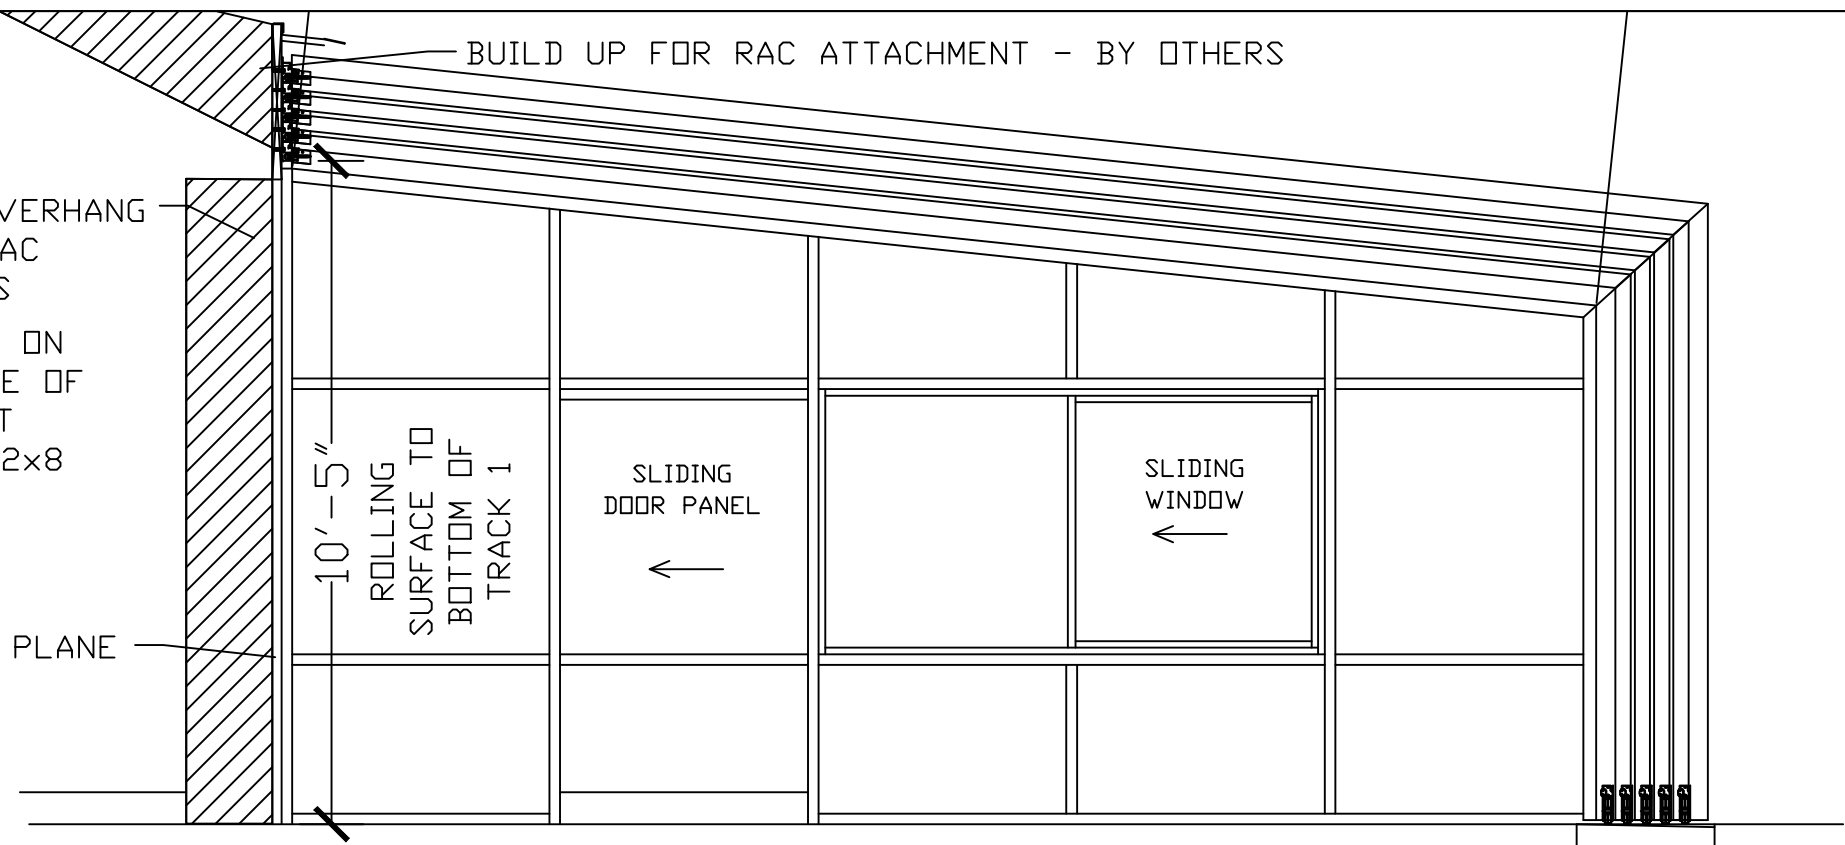 BUILD UP FOR RAC ATTACHMENT - BY OTHERS
VERHANG
AC
S
ON
E OF
T
2x8
10'-5"
ROLLING
SURFACE TO
BOTTOM OF
TRACK 1
SLIDING
DOOR PANEL
SLIDING
WINDOW
PLANE